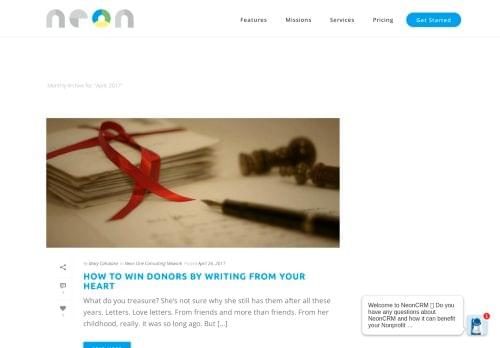 neon
Features Missions Services Pricing Get Started
Monthly Archive for: "April, 2017"
by Mary Cahalane in Neon One Consulting Network Posted April 26, 2017
HOW TO WIN DONORS BY WRITING FROM YOUR
HEART
What do you treasure? She's not sure why she still has them after all these
years. Letters. Love letters. From friends and more than friends. From her
childhood, really. It was so long ago. But [...]
Welcome to NeonCRM Do you
have any questions about
NeonCRM and how it can benefit
your Nonprofit ...
1